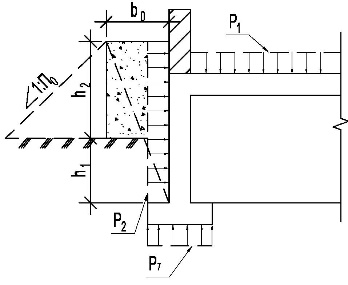 b₀
P₁
<1:n₀
h₂
h₁
P₂
P₇